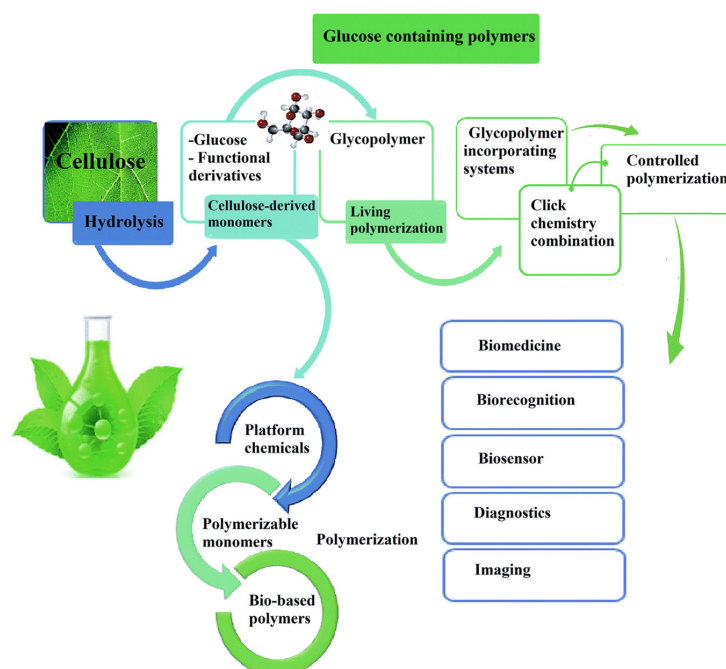 Glucose containing polymers
Cellulose
Hydrolysis
-Glucose
- Functional
derivatives
Cellulose-derived
monomers
Glycopolymer
Living
polymerization
Glycopolymer
incorporating
systems
Click
chemistry
combination
Controlled
polymerization
Platform
chemicals
Polymerizable
monomers
Polymerization
Bio-based
polymers
Biomedicine
Biorecognition
Biosensor
Diagnostics
Imaging